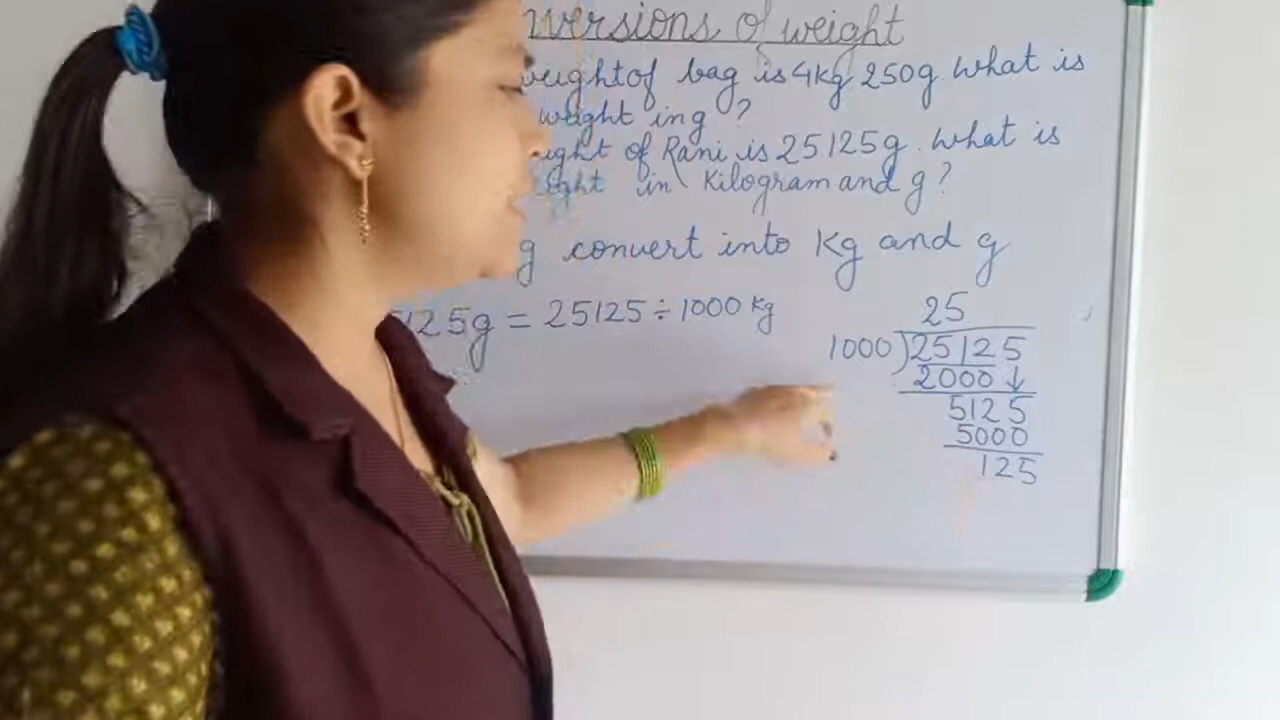 nversions of weight
weight of bag is 4kg 250g. What is
weight in g?
ight of Rani is 25125g. What is
ight in Kilogram and g?
g convert into Kg and g
5125g = 25125 ÷ 1000 kg
25
1000)25125
2000↓
5125
5000
125